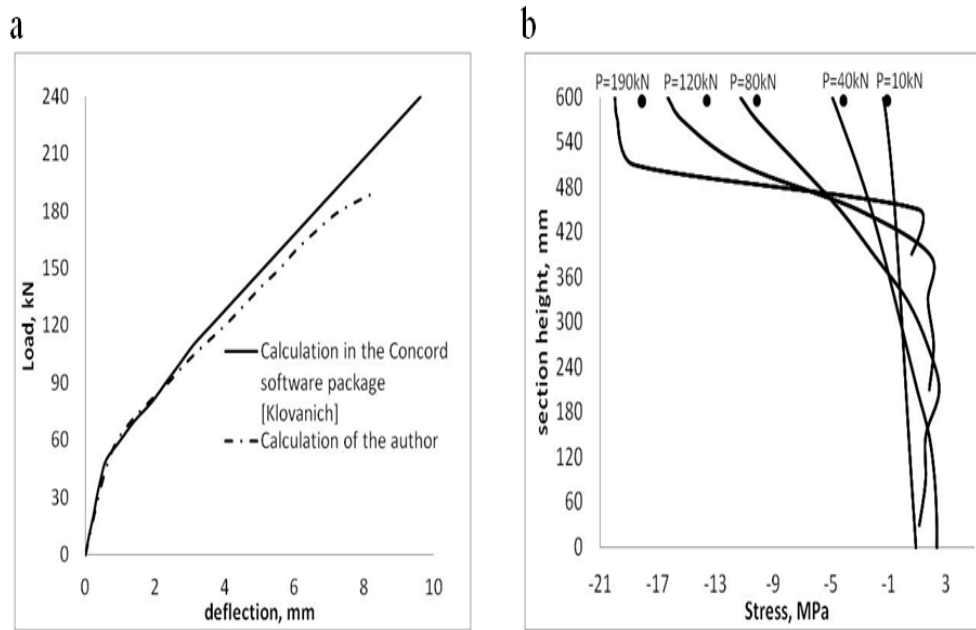 a
240
210
180
150
120
90
60
30
0
Load, kN
0 2 4 6 8 10
deflection, mm
Calculation in the Concord
software package
[Klovanich]
Calculation of the author
b
P=190kN P=120kN P=80kN P=40kN P=10kN
600
540
480
420
360
300
240
180
120
60
0
section height, mm
-21 -17 -13 -9 -5 -1 3
Stress, MPa